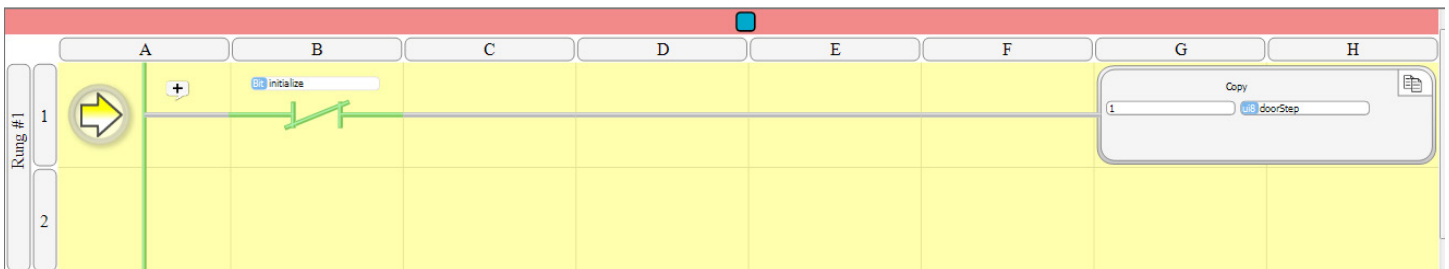 A B C D E F G H
Rung #1
1
+
Bit initialize
Copy
1 ui8 doorStep
2